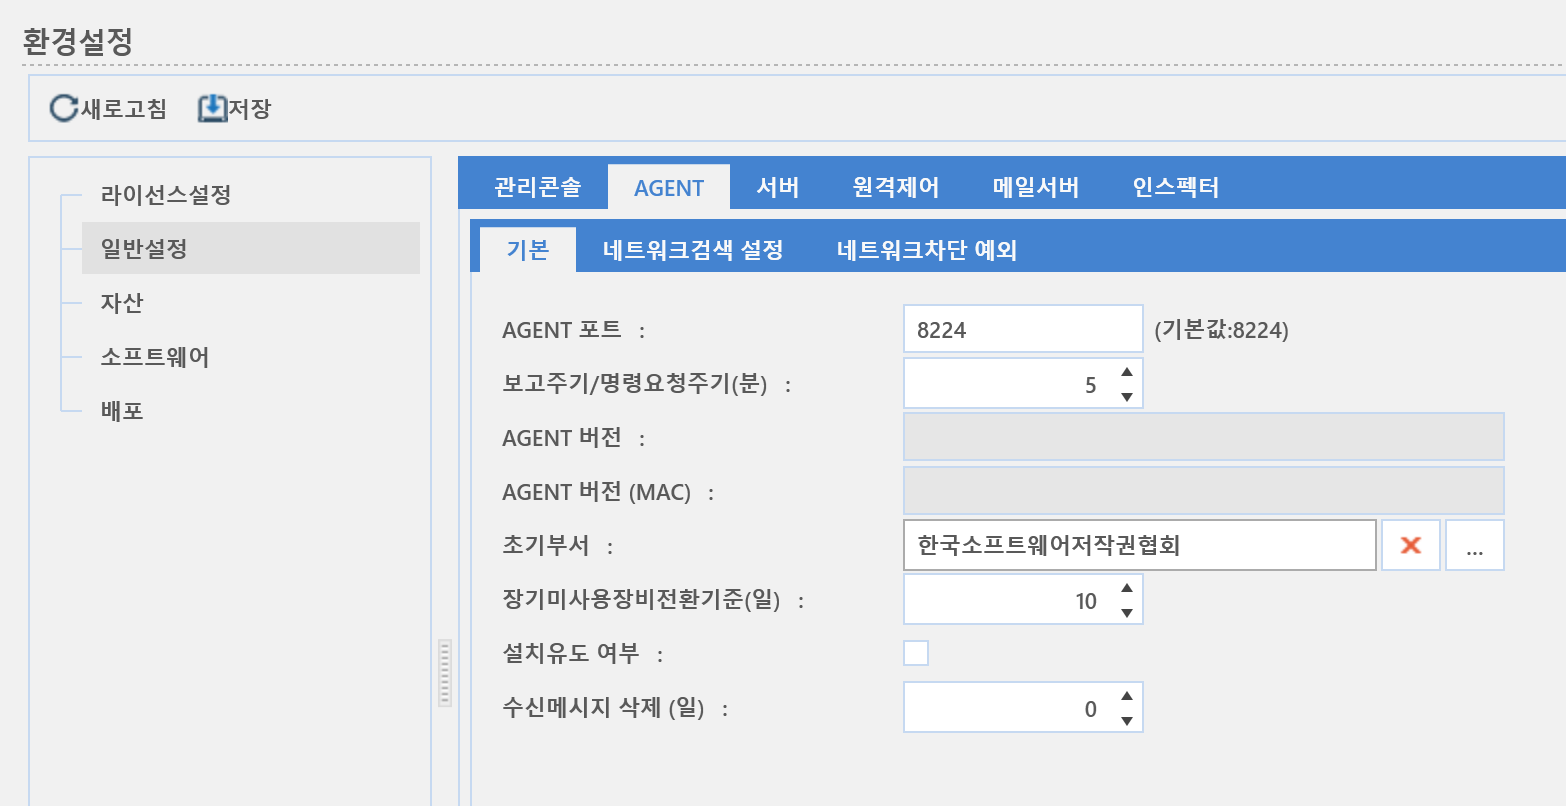 환경설정
새로고침 저장
라이선스설정
일반설정
자산
소프트웨어
배포
관리콘솔 AGENT 서버 원격제어 메일서버 인스펙터
기본 네트워크검색 설정 네트워크차단 예외
AGENT 포트 : 8224 (기본값:8224)
보고주기/명령요청주기(분) : 5
AGENT 버전 :
AGENT 버전 (MAC) :
초기부서 : 한국소프트웨어저작권협회 ...
장기미사용장비전환기준(일) : 10
설치유도 여부 :
수신메시지 삭제 (일) : 0